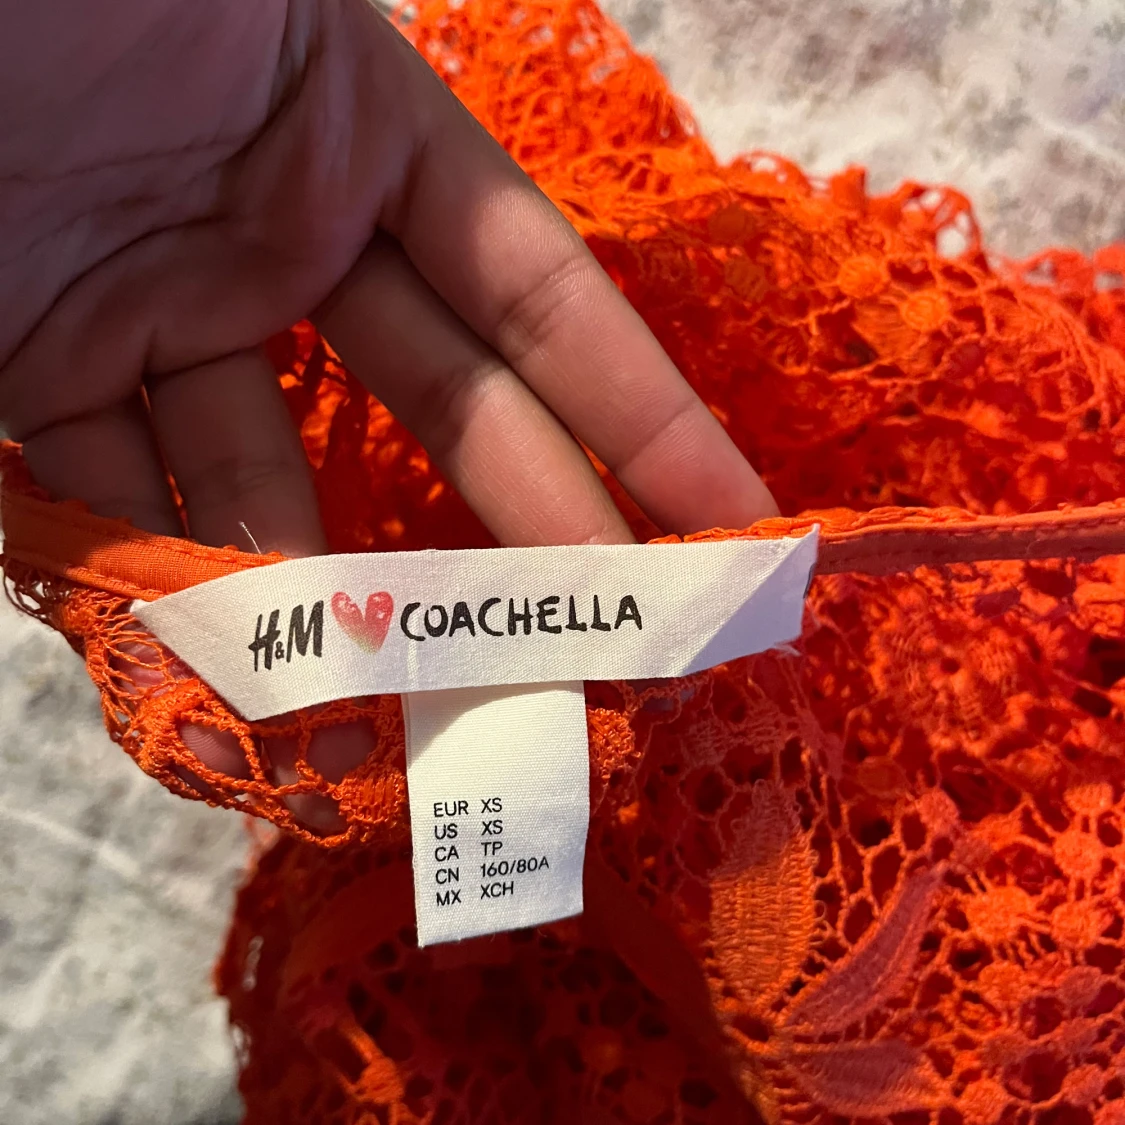 H&M ❤ COACHELLA
EUR XS
US XS
CA TP
CN 160/80A
MX XCH